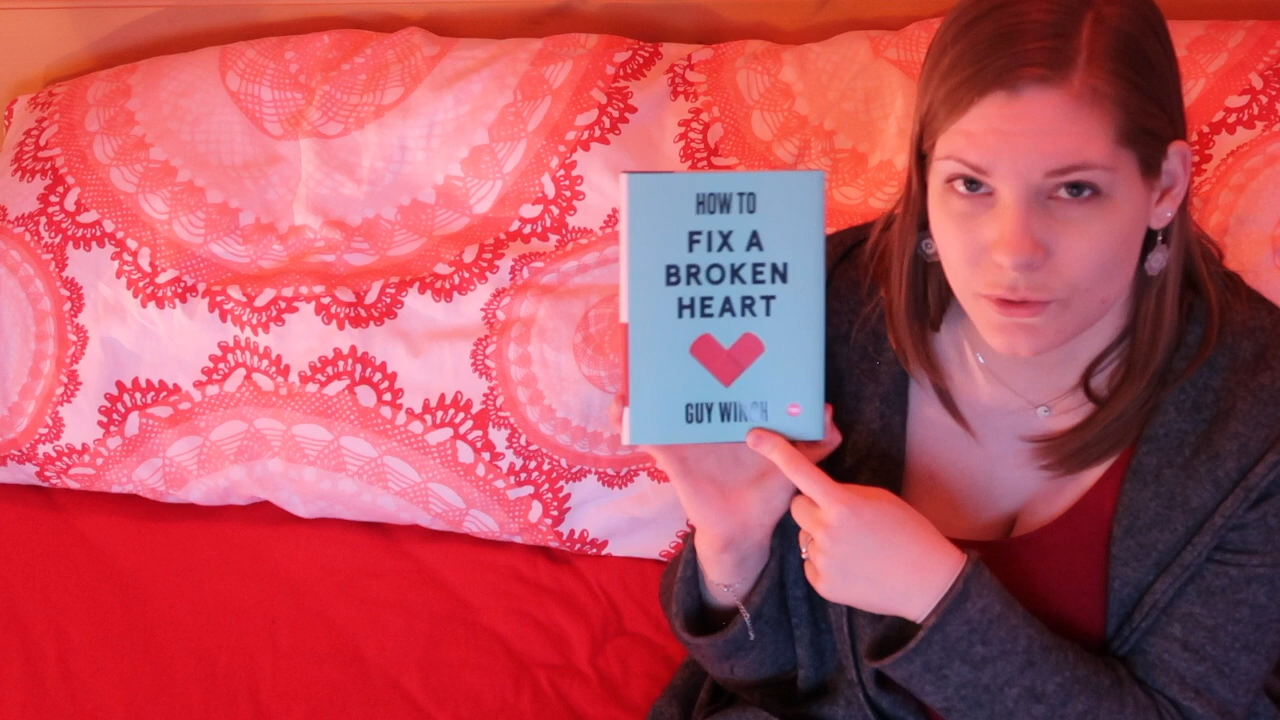 HOW TO
FIX A
BROKEN
HEART
GUY WINCH